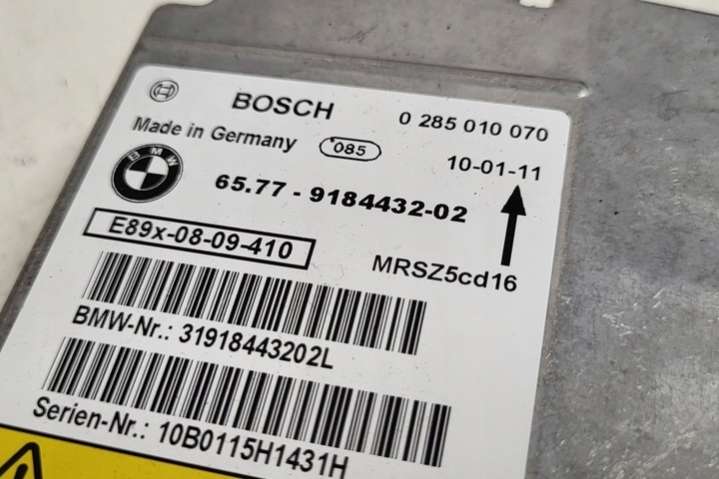 BOSCH 0 285 010 070
Made in Germany 085 10-01-11
BMW 65.77 - 9184432-02
E89x-08-09-410 MRSZ5cd16
BMW-Nr.: 31918443202L
Serien-Nr.: 10B0115H1431H